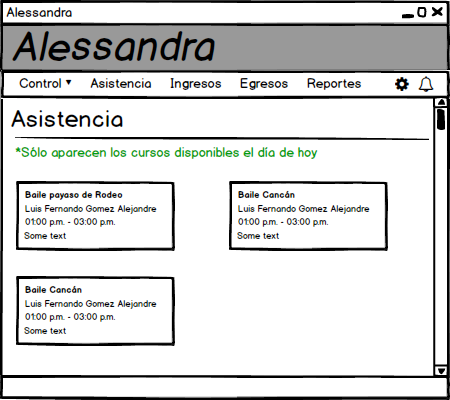 Alessandra
Alessandra
Control ▼ Asistencia Ingresos Egresos Reportes
Asistencia
*Sólo aparecen los cursos disponibles el día de hoy
Baile payaso de Rodeo
Luis Fernando Gomez Alejandre
01:00 p.m. - 03:00 p.m.
Some text
Baile Cancán
Luis Fernando Gomez Alejandre
01:00 p.m. - 03:00 p.m.
Some text
Baile Cancán
Luis Fernando Gomez Alejandre
01:00 p.m. - 03:00 p.m.
Some text